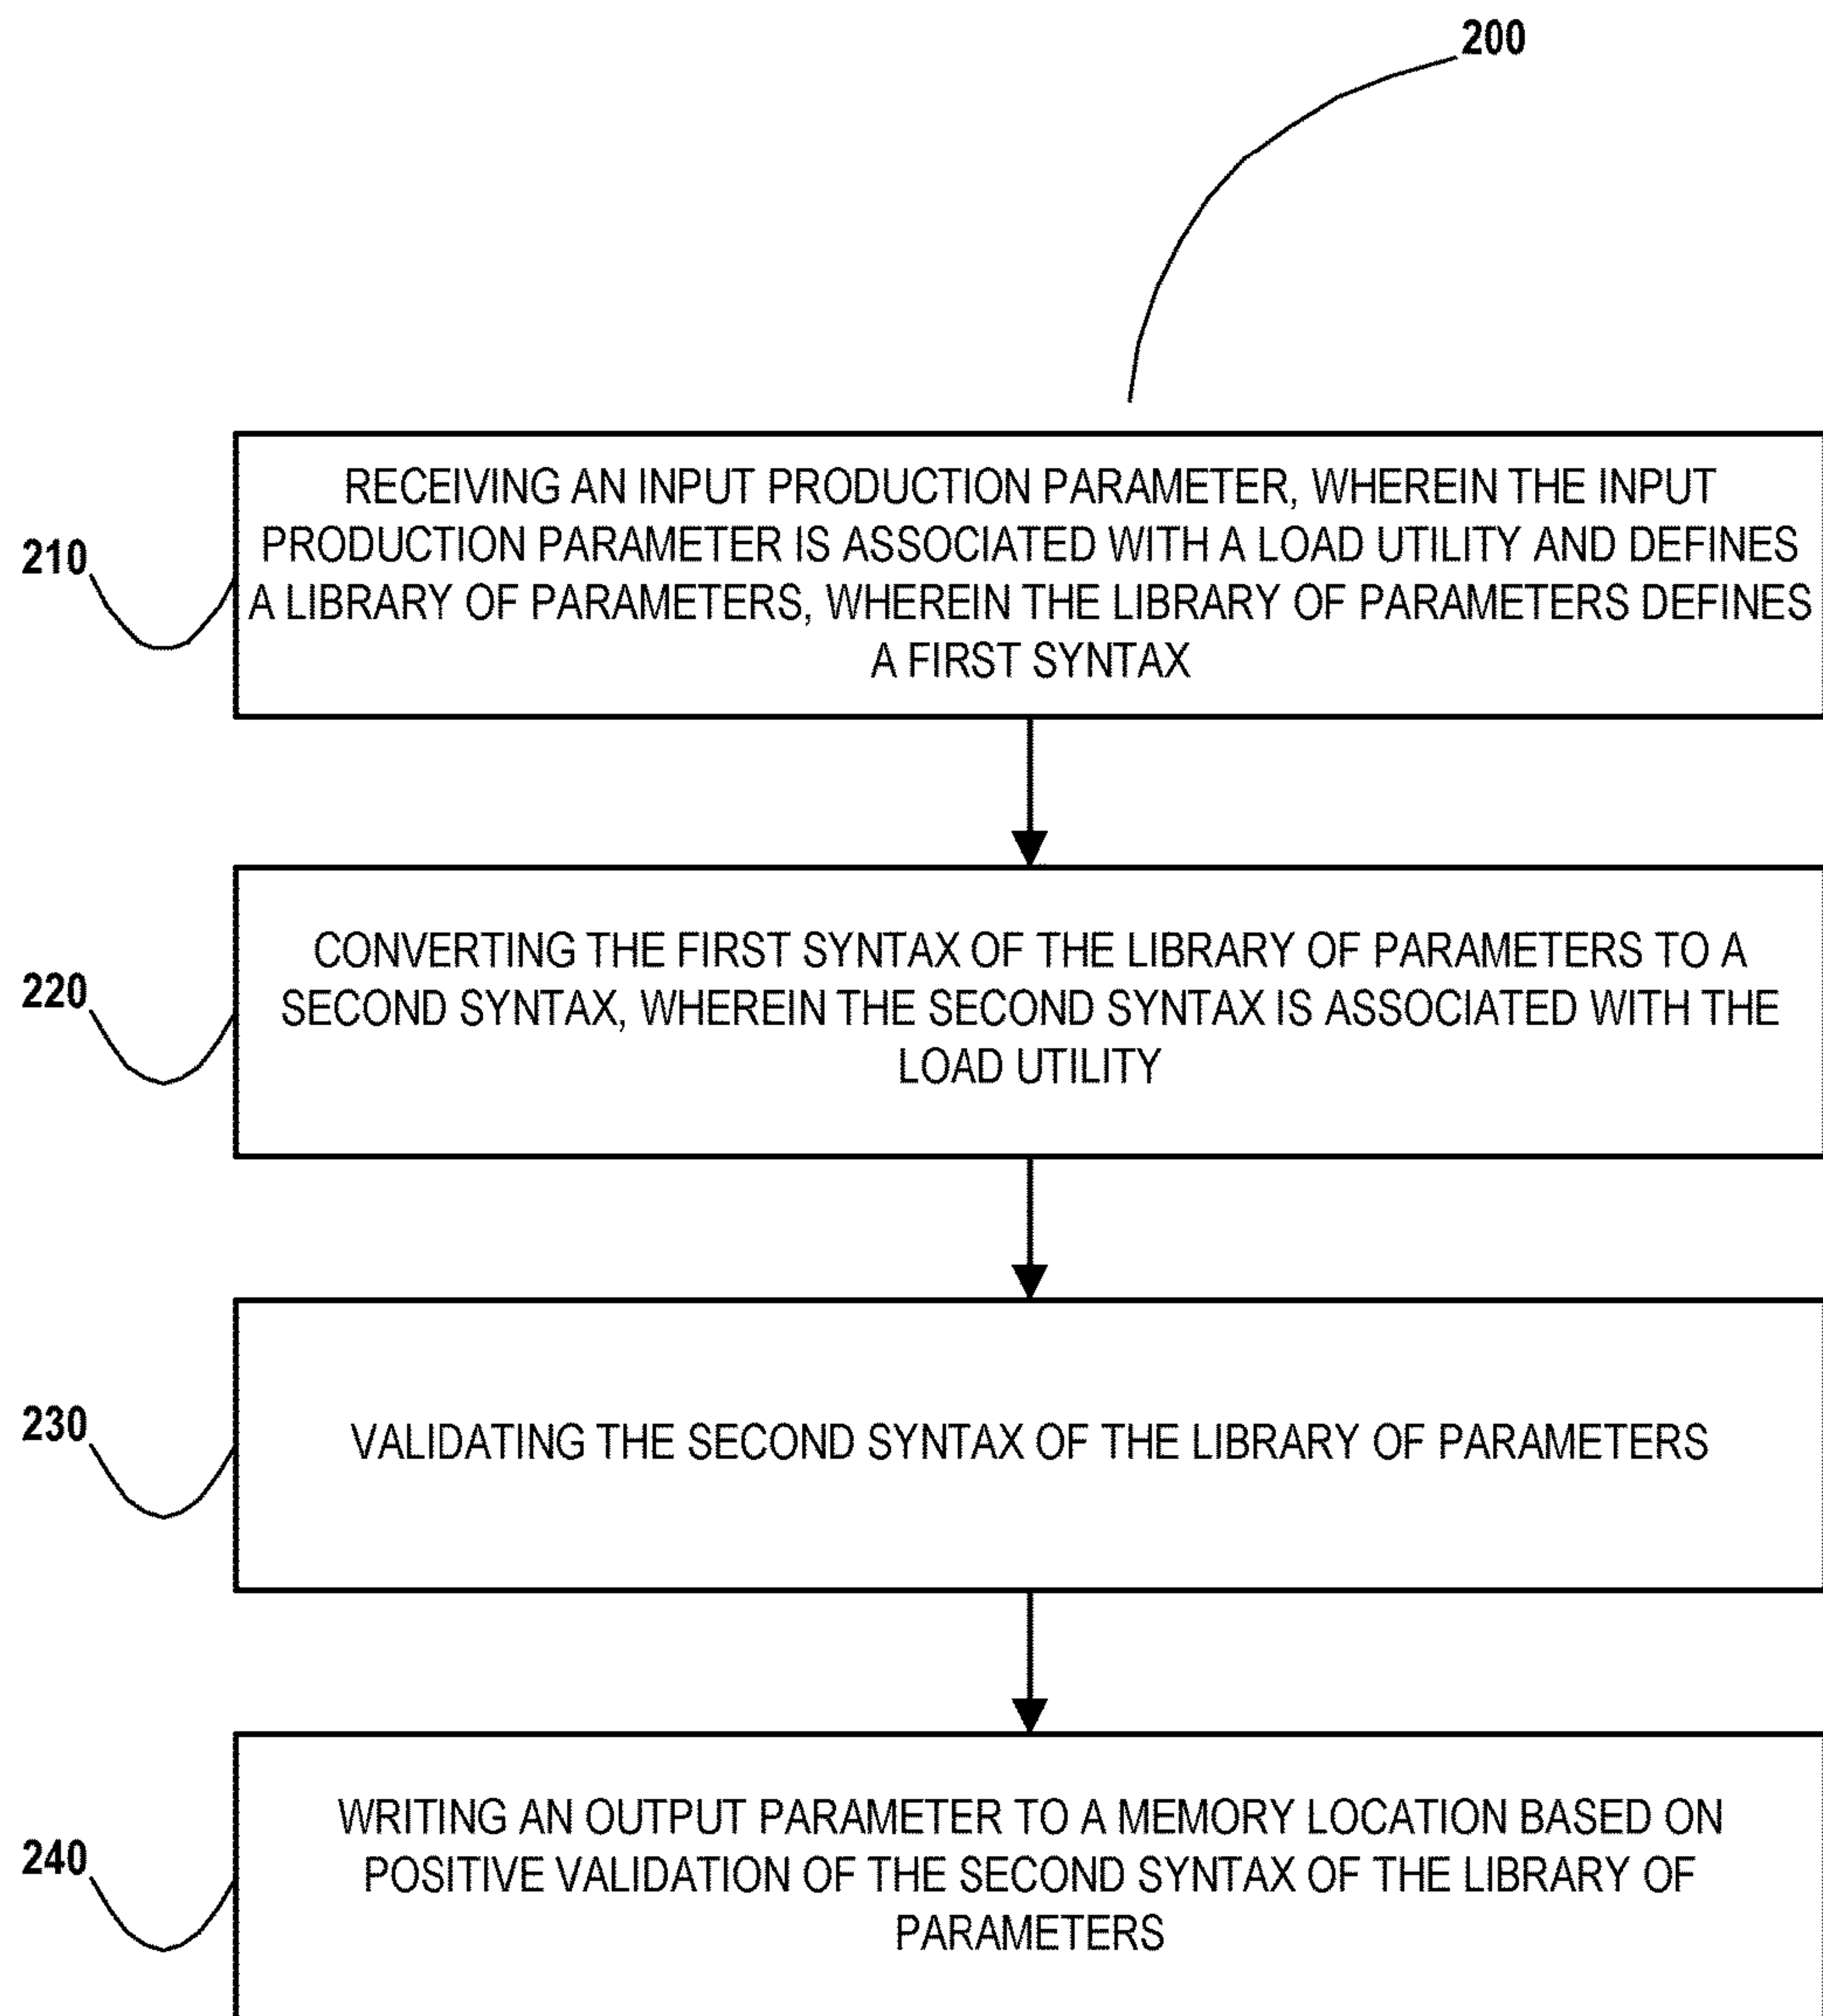 200
210
RECEIVING AN INPUT PRODUCTION PARAMETER, WHEREIN THE INPUT
PRODUCTION PARAMETER IS ASSOCIATED WITH A LOAD UTILITY AND DEFINES
A LIBRARY OF PARAMETERS, WHEREIN THE LIBRARY OF PARAMETERS DEFINES
A FIRST SYNTAX
220
CONVERTING THE FIRST SYNTAX OF THE LIBRARY OF PARAMETERS TO A
SECOND SYNTAX, WHEREIN THE SECOND SYNTAX IS ASSOCIATED WITH THE
LOAD UTILITY
230
VALIDATING THE SECOND SYNTAX OF THE LIBRARY OF PARAMETERS
240
WRITING AN OUTPUT PARAMETER TO A MEMORY LOCATION BASED ON
POSITIVE VALIDATION OF THE SECOND SYNTAX OF THE LIBRARY OF
PARAMETERS